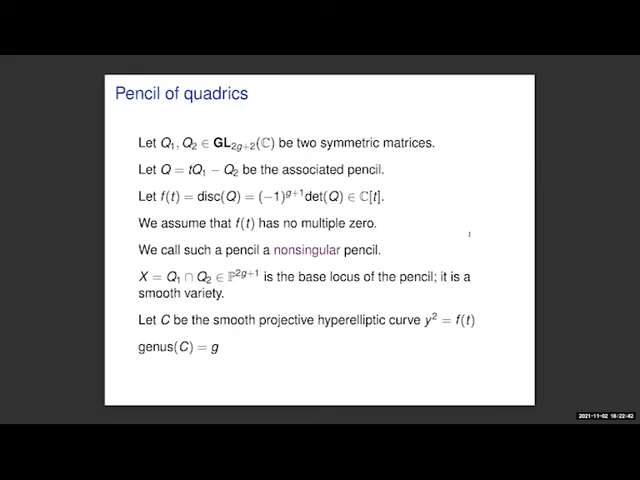 Pencil of quadrics
Let Q₁, Q₂ ∈ GL₂g₊₂(ℂ) be two symmetric matrices.
Let Q = tQ₁ − Q₂ be the associated pencil.
Let f(t) = disc(Q) = (−1)^{g+1}det(Q) ∈ ℂ[t].
We assume that f(t) has no multiple zero.
We call such a pencil a nonsingular pencil.
X = Q₁ ∩ Q₂ ∈ ℙ^{2g+1} is the base locus of the pencil; it is a
smooth variety.
Let C be the smooth projective hyperelliptic curve y² = f(t)
genus(C) = g
2021-11-02 18:22:42